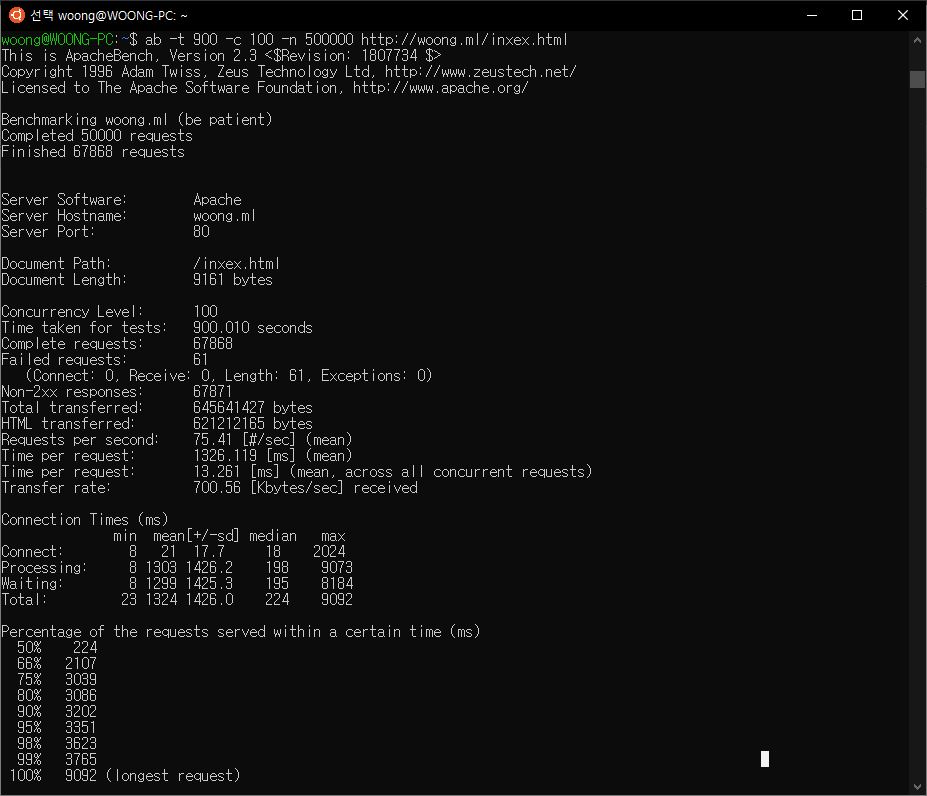 선택 woong@WOONG-PC: ~
woong@WOONG-PC:~$ ab -t 900 -c 100 -n 500000 http://woong.ml/inxex.html
This is ApacheBench, Version 2.3 <$Revision: 1807734 $>
Copyright 1996 Adam Twiss, Zeus Technology Ltd, http://www.zeustech.net/
Licensed to The Apache Software Foundation, http://www.apache.org/

Benchmarking woong.ml (be patient)
Completed 50000 requests
Finished 67868 requests

Server Software:        Apache
Server Hostname:        woong.ml
Server Port:            80

Document Path:          /inxex.html
Document Length:        9161 bytes

Concurrency Level:      100
Time taken for tests:   900.010 seconds
Complete requests:      67868
Failed requests:        61
   (Connect: 0, Receive: 0, Length: 61, Exceptions: 0)
Non-2xx responses:      67871
Total transferred:      645641427 bytes
HTML transferred:       621212165 bytes
Requests per second:    75.41 [#/sec] (mean)
Time per request:       1326.119 [ms] (mean)
Time per request:       13.261 [ms] (mean, across all concurrent requests)
Transfer rate:          700.56 [Kbytes/sec] received

Connection Times (ms)
              min  mean[+/-sd] median   max
Connect:        8   21  17.7     18    2024
Processing:     8 1303 1426.2    198    9073
Waiting:        8 1299 1425.3    195    8184
Total:         23 1324 1426.0    224    9092

Percentage of the requests served within a certain time (ms)
  50%    224
  66%   2107
  75%   3039
  80%   3086
  90%   3202
  95%   3351
  98%   3623
  99%   3765
 100%   9092 (longest request)